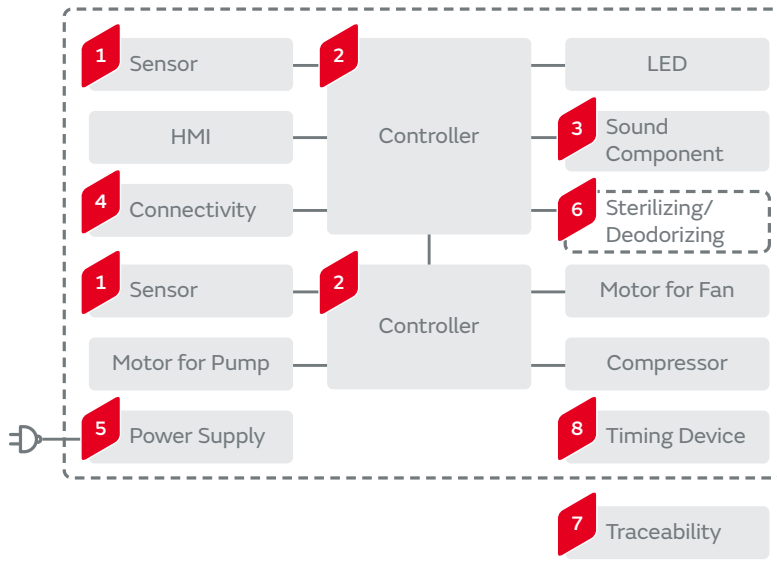 1 Sensor
2 Controller
LED
HMI
3 Sound
Component
4 Connectivity
6 Sterilizing/
Deodorizing
1 Sensor
2 Controller
Motor for Fan
Motor for Pump
Compressor
5 Power Supply
8 Timing Device
7 Traceability